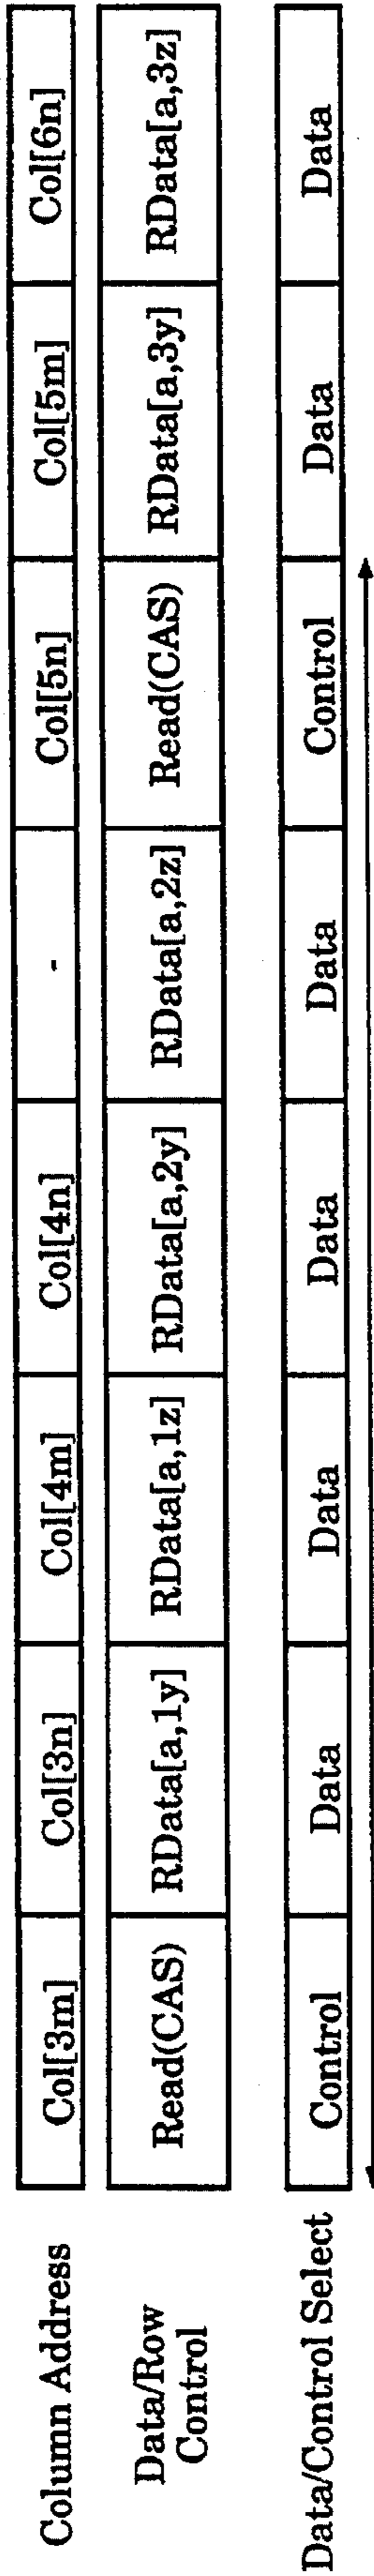 Column Address Col[3m] Col[3n] Col[4m] Col[4n] - Col[5n] Col[5m] Col[6n]
Data/Row
Control
Read(CAS) RData[a,1y] RData[a,1z] RData[a,2y] RData[a,2z] Read(CAS) RData[a,3y] RData[a,3z]
Data/Control Select Control Data Data Data Data Control Data Data